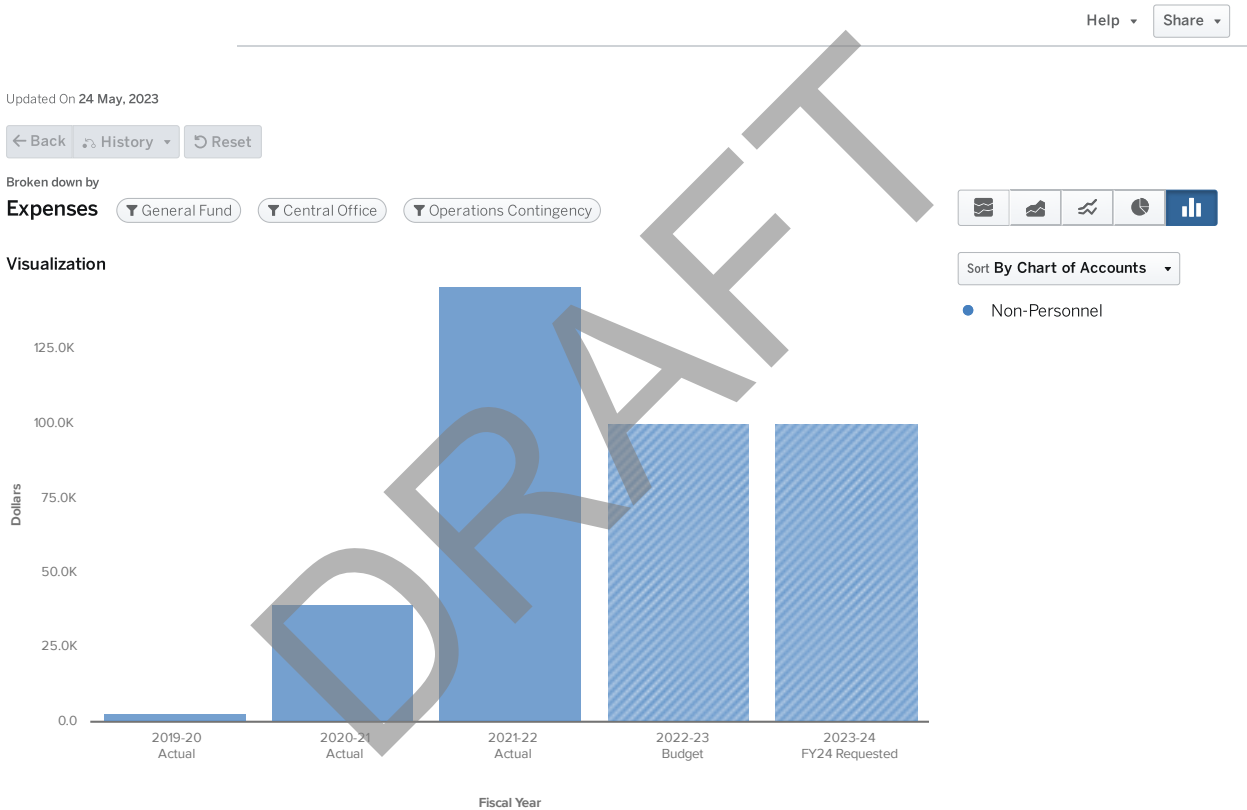 Help
Share
Updated On 24 May, 2023
Back
History
Reset
Broken down by
Expenses
General Fund
Central Office
Operations Contingency
Visualization
Sort By Chart of Accounts
Non-Personnel
125.0K
100.0K
75.0K
50.0K
25.0K
0.0
Dollars
2019-20
Actual
2020-21
Actual
2021-22
Actual
2022-23
Budget
2023-24
FY24 Requested
Fiscal Year
DRAFT